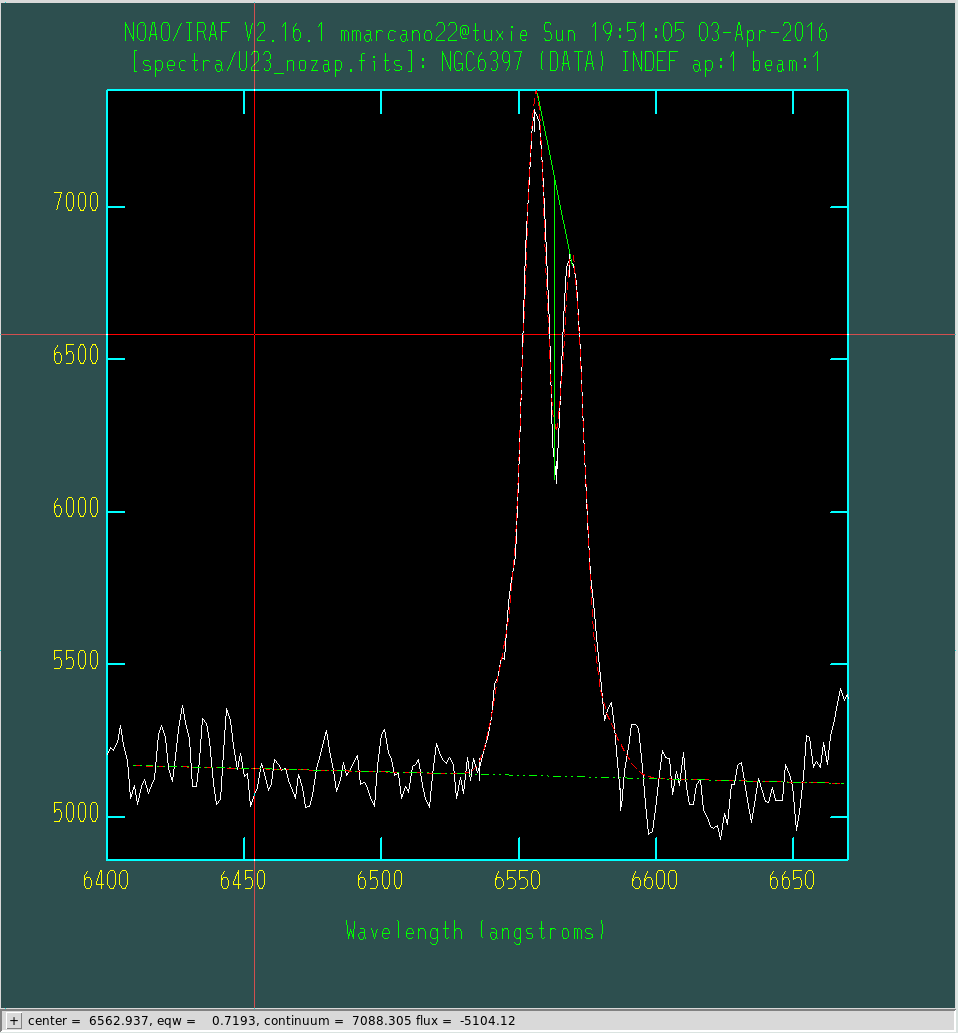 NOAO/IRAF V2.16.1 mmarcano22@tuxie Sun 19:51:05 03-Apr-2016
[spectra/U23_nozap.fits]: NGC6397 (DATA) INDEF ap:1 beam:1
7000
6500
6000
5500
5000
6400 6450 6500 6550 6600 6650
Wavelength (angstroms)
+ center = 6562.937, eqw = 0.7193, continuum = 7088.305 flux = -5104.12